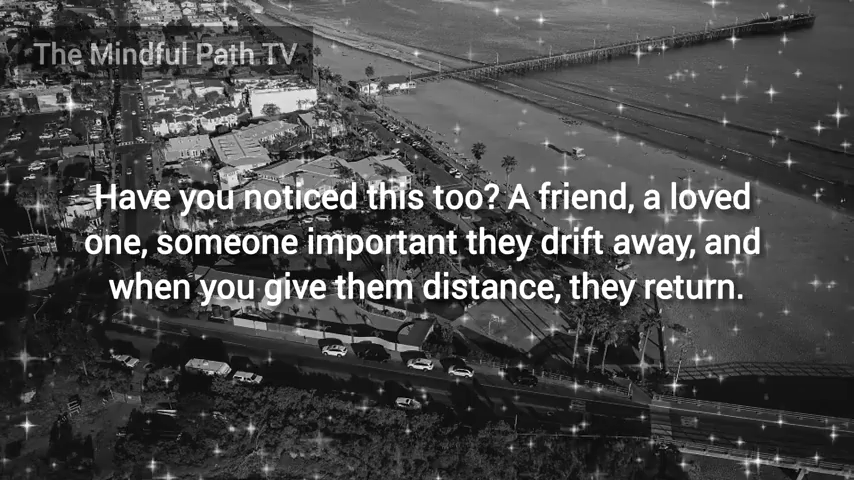 The Mindful Path TV
Have you noticed this too? A friend, a loved
one, someone important they drift away, and
when you give them distance, they return.